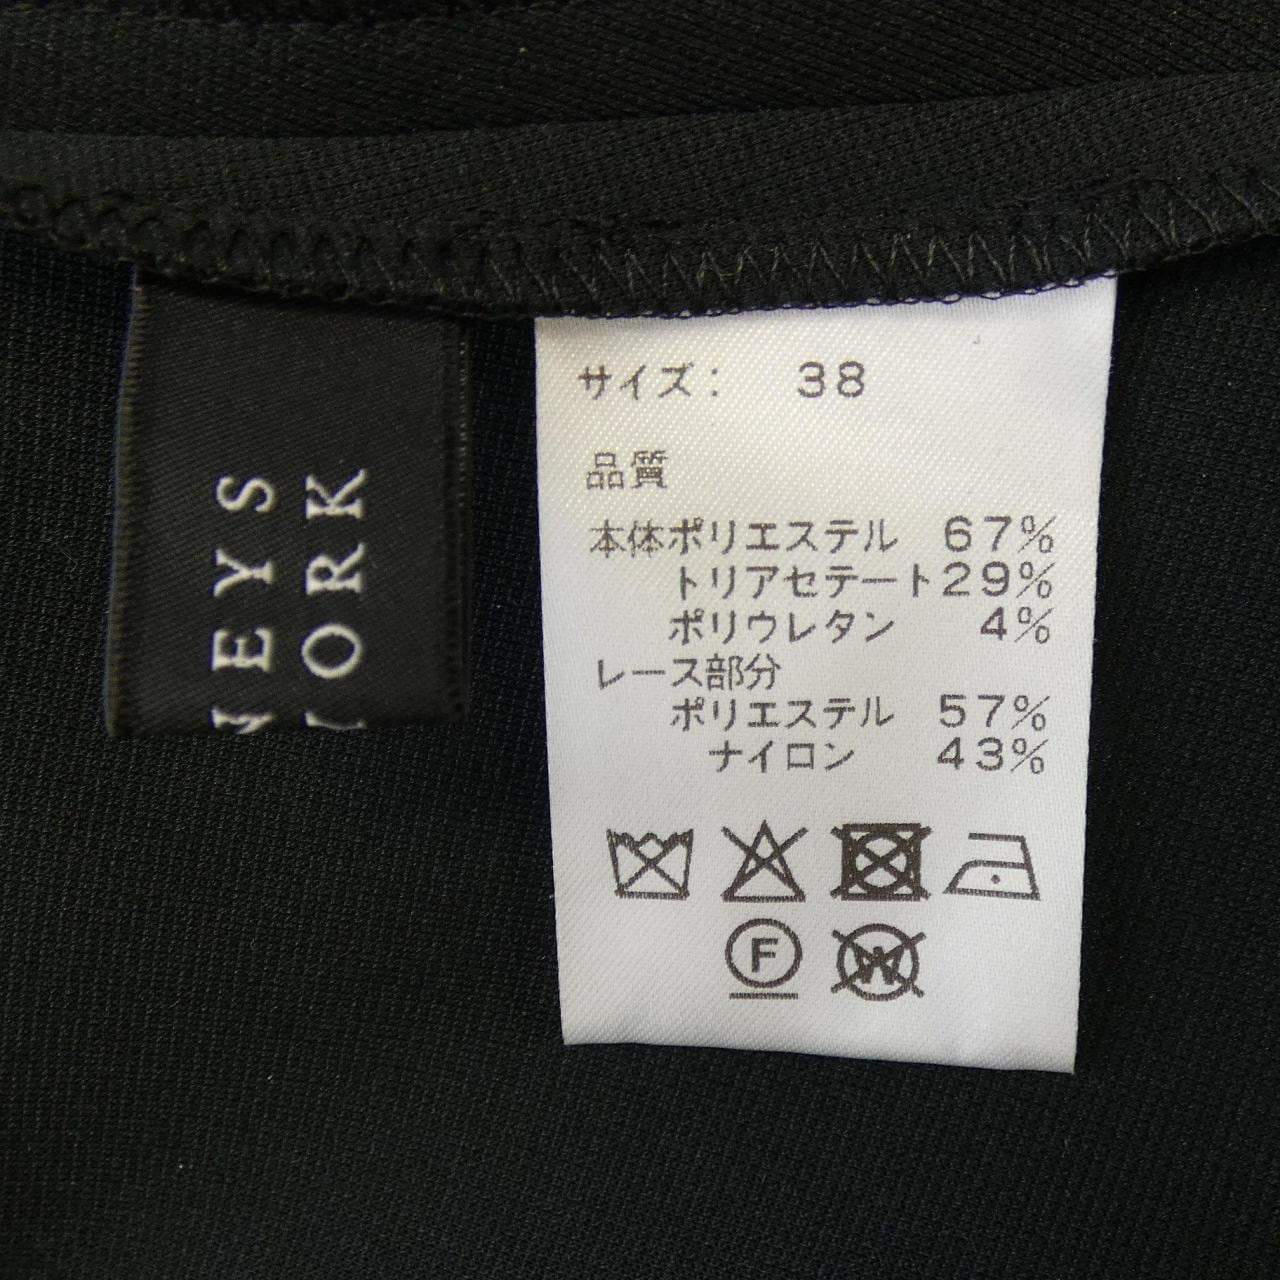 NEYS
YORK
サイズ: 38
品質
本体ポリエステル 67%
トリアセテート29%
ポリウレタン 4%
レース部分
ポリエステル 57%
ナイロン 43%
F
W